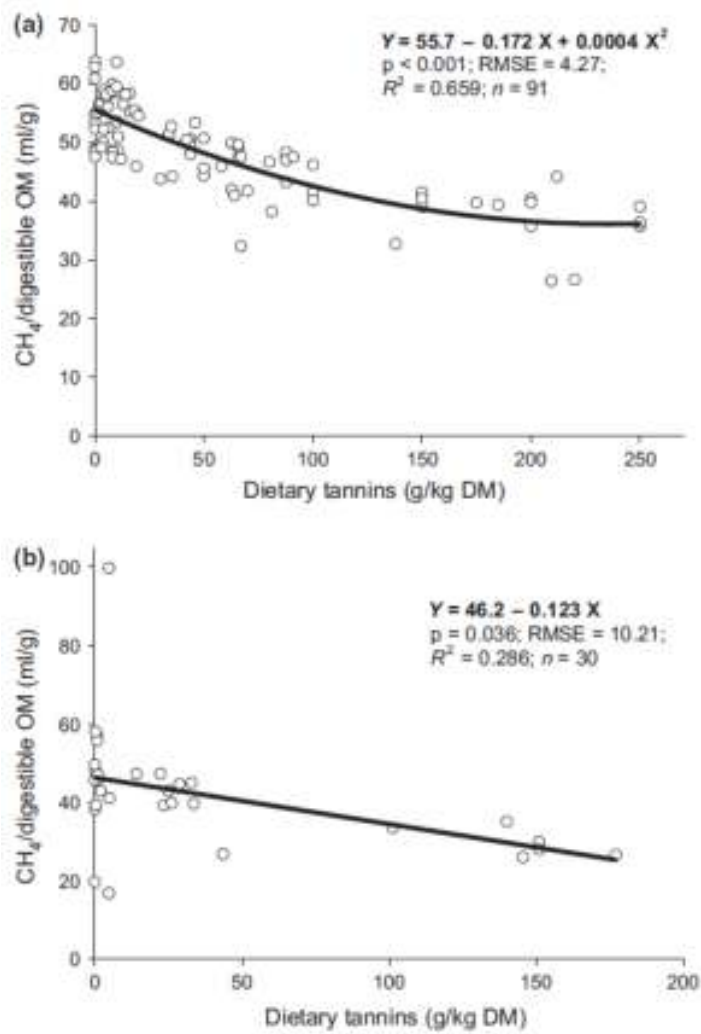 (a)
70
60
50
40
30
20
10
0
CH₄/digestible OM (ml/g)
Y = 55.7 – 0.172 X + 0.0004 X²
p < 0.001; RMSE = 4.27;
R² = 0.659; n = 91
0 50 100 150 200 250
Dietary tannins (g/kg DM)
(b)
100
80
60
40
20
0
CH₄/digestible OM (ml/g)
Y = 46.2 – 0.123 X
p = 0.036; RMSE = 10.21;
R² = 0.286; n = 30
0 50 100 150 200
Dietary tannins (g/kg DM)